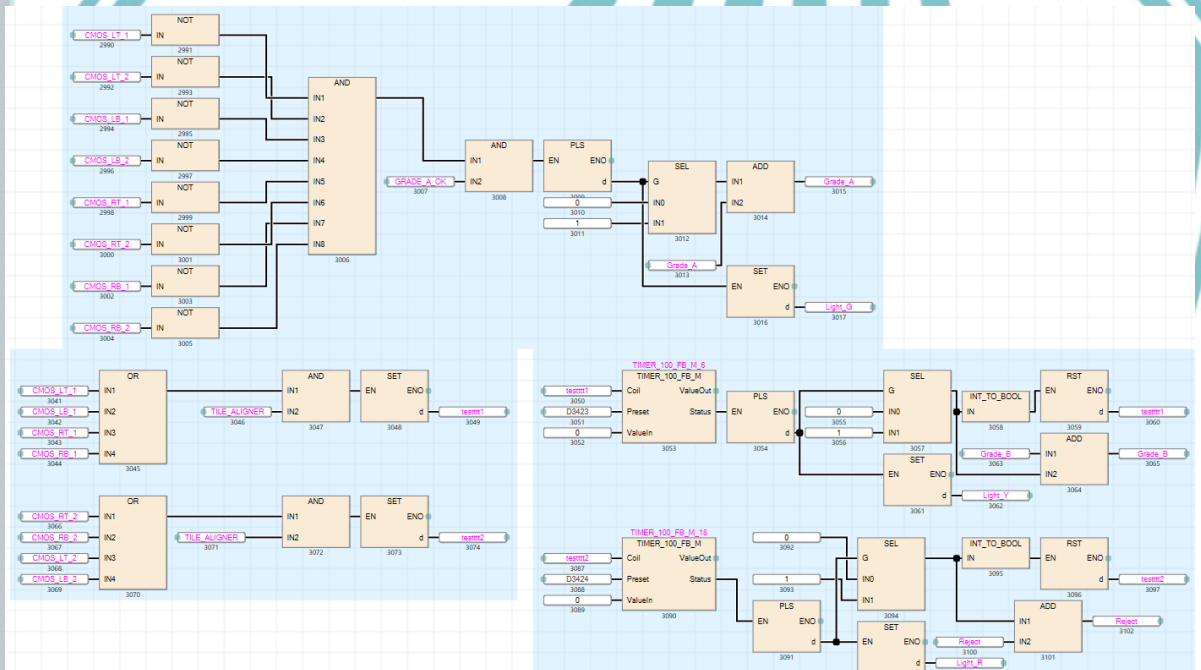 NOT
CMOS_LT_1 IN
2990 2991
NOT
CMOS_LT_2 IN
2992 2993
NOT
CMOS_LB_1 IN
2994 2995
NOT
CMOS_LB_2 IN
2996 2997
NOT
CMOS_RT_1 IN
2998 2999
NOT
CMOS_RT_2 IN
3000 3001
NOT
CMOS_RB_1 IN
3002 3003
NOT
CMOS_RB_2 IN
3004 3005
AND
IN1
IN2
IN3
IN4
IN5
IN6
IN7
IN8
3006
AND
IN1
GRADE_A_OK IN2
3007 3008
PLS
EN ENO
d
0
3010
1
3011
SEL
G
IN0
IN1
3012
Grade_A
3013
ADD
IN1 Grade_A
3015
IN2
3014
SET
EN ENO
d Light_G
3016 3017
OR
CMOS_LT_1 IN1
3041
CMOS_LB_1 IN2
3042
CMOS_RT_1 IN3
3043
CMOS_RB_1 IN4
3044 3045
AND
IN1
TILE_ALIGNER IN2
3046 3047
SET
EN ENO
d testttt1
3048 3049
OR
CMOS_RT_2 IN1
3066
CMOS_RB_2 IN2
3067
CMOS_LT_2 IN3
3068
CMOS_LB_2 IN4
3069 3070
AND
IN1
TILE_ALIGNER IN2
3071 3072
SET
EN ENO
d testttt2
3073 3074
TIMER_100_FB_M_6
TIMER_100_FB_M
testttt1 Coil ValueOut
3050
D3423 Preset Status
3051
0 ValueIn
3052 3053
PLS
EN ENO
d
3054
SEL
G
0 IN0
3055
1 IN1
3056 3057
INT_TO_BOOL
IN
3058
RST
EN ENO
d testttt1
3059 3060
ADD
Grade_B IN1 Grade_B
3063 3065
IN2
3064
SET
EN ENO
d Light_Y
3061 3062
TIMER_100_FB_M_18
TIMER_100_FB_M
testttt2 Coil ValueOut
3087
D3424 Preset Status
3088
0 ValueIn
3089 3090
PLS
EN ENO
d
3091
0
3092
1
3093
SEL
G
IN0
IN1
3094
INT_TO_BOOL
IN
3095
RST
EN ENO
d testttt2
3096 3097
ADD
IN1 Reject
3102
Reject IN2
3100 3101
SET
EN ENO
d Light_R